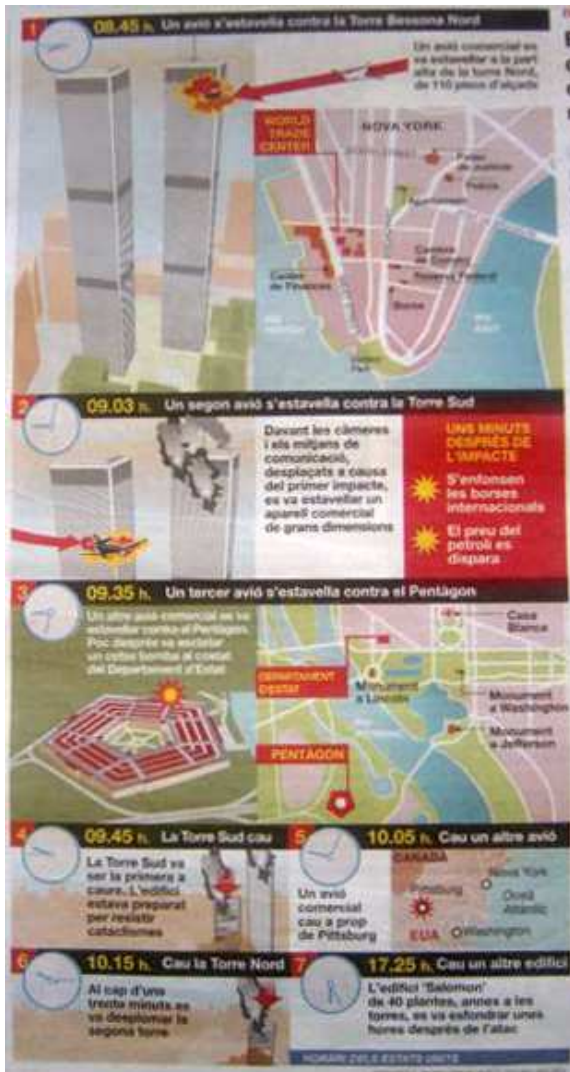 1
08.45 h. Un avió s'estavella contra la Torre Bessona Nord
Un avió comercial es
va estavellar a la part
alta de la torre Nord,
de 110 pisos d'alçada
WORLD
TRADE
CENTER
NOVA YORK
Palau
de Justícia
Policia
Ajuntament
Cambra
de Comerç
Reserva Federal
Borsa
Centre
de Finances
2
09.03 h. Un segon avió s'estavella contra la Torre Sud
Davant les càmeres
i els mitjans de
comunicació,
desplaçats a causa
del primer impacte,
es va estavellar un
aparell comercial
de grans dimensions
UNS MINUTS
DESPRÉS DE
L'IMPACTE
S'enfonsen
les borses
internacionals
El preu del
petroli es
dispara
3
09.35 h. Un tercer avió s'estavella contra el Pentàgon
Un altre avió comercial es va
estavellar contra el Pentàgon.
Poc després va esclatar
un cotxe bomba al costat
del Departament d'Estat
Casa
Blanca
DEPARTAMENT
D'ESTAT
Monument
a Lincoln
Monument
a Washington
Monument
a Jefferson
PENTÀGON
4
09.45 h. La Torre Sud cau
La Torre Sud va
ser la primera a
caure. L'edifici
estava preparat
per resistir
cataclismes
5
10.05 h. Cau un altre avió
Un avió
comercial
cau a prop
de Pittsburg
CANADÀ
Nova York
Pittsburg
Oceà
Atlàntic
EUA
Washington
6
10.15 h. Cau la Torre Nord
Al cap d'uns
trenta minuts es
va desplomar la
segona torre
7
17.25 h. Cau un altre edifici
L'edifici 'Salomon'
de 40 plantes, annex a les
torres, es va esfondrar unes
hores després de l'atac
HORARI DELS ESTATS UNITS